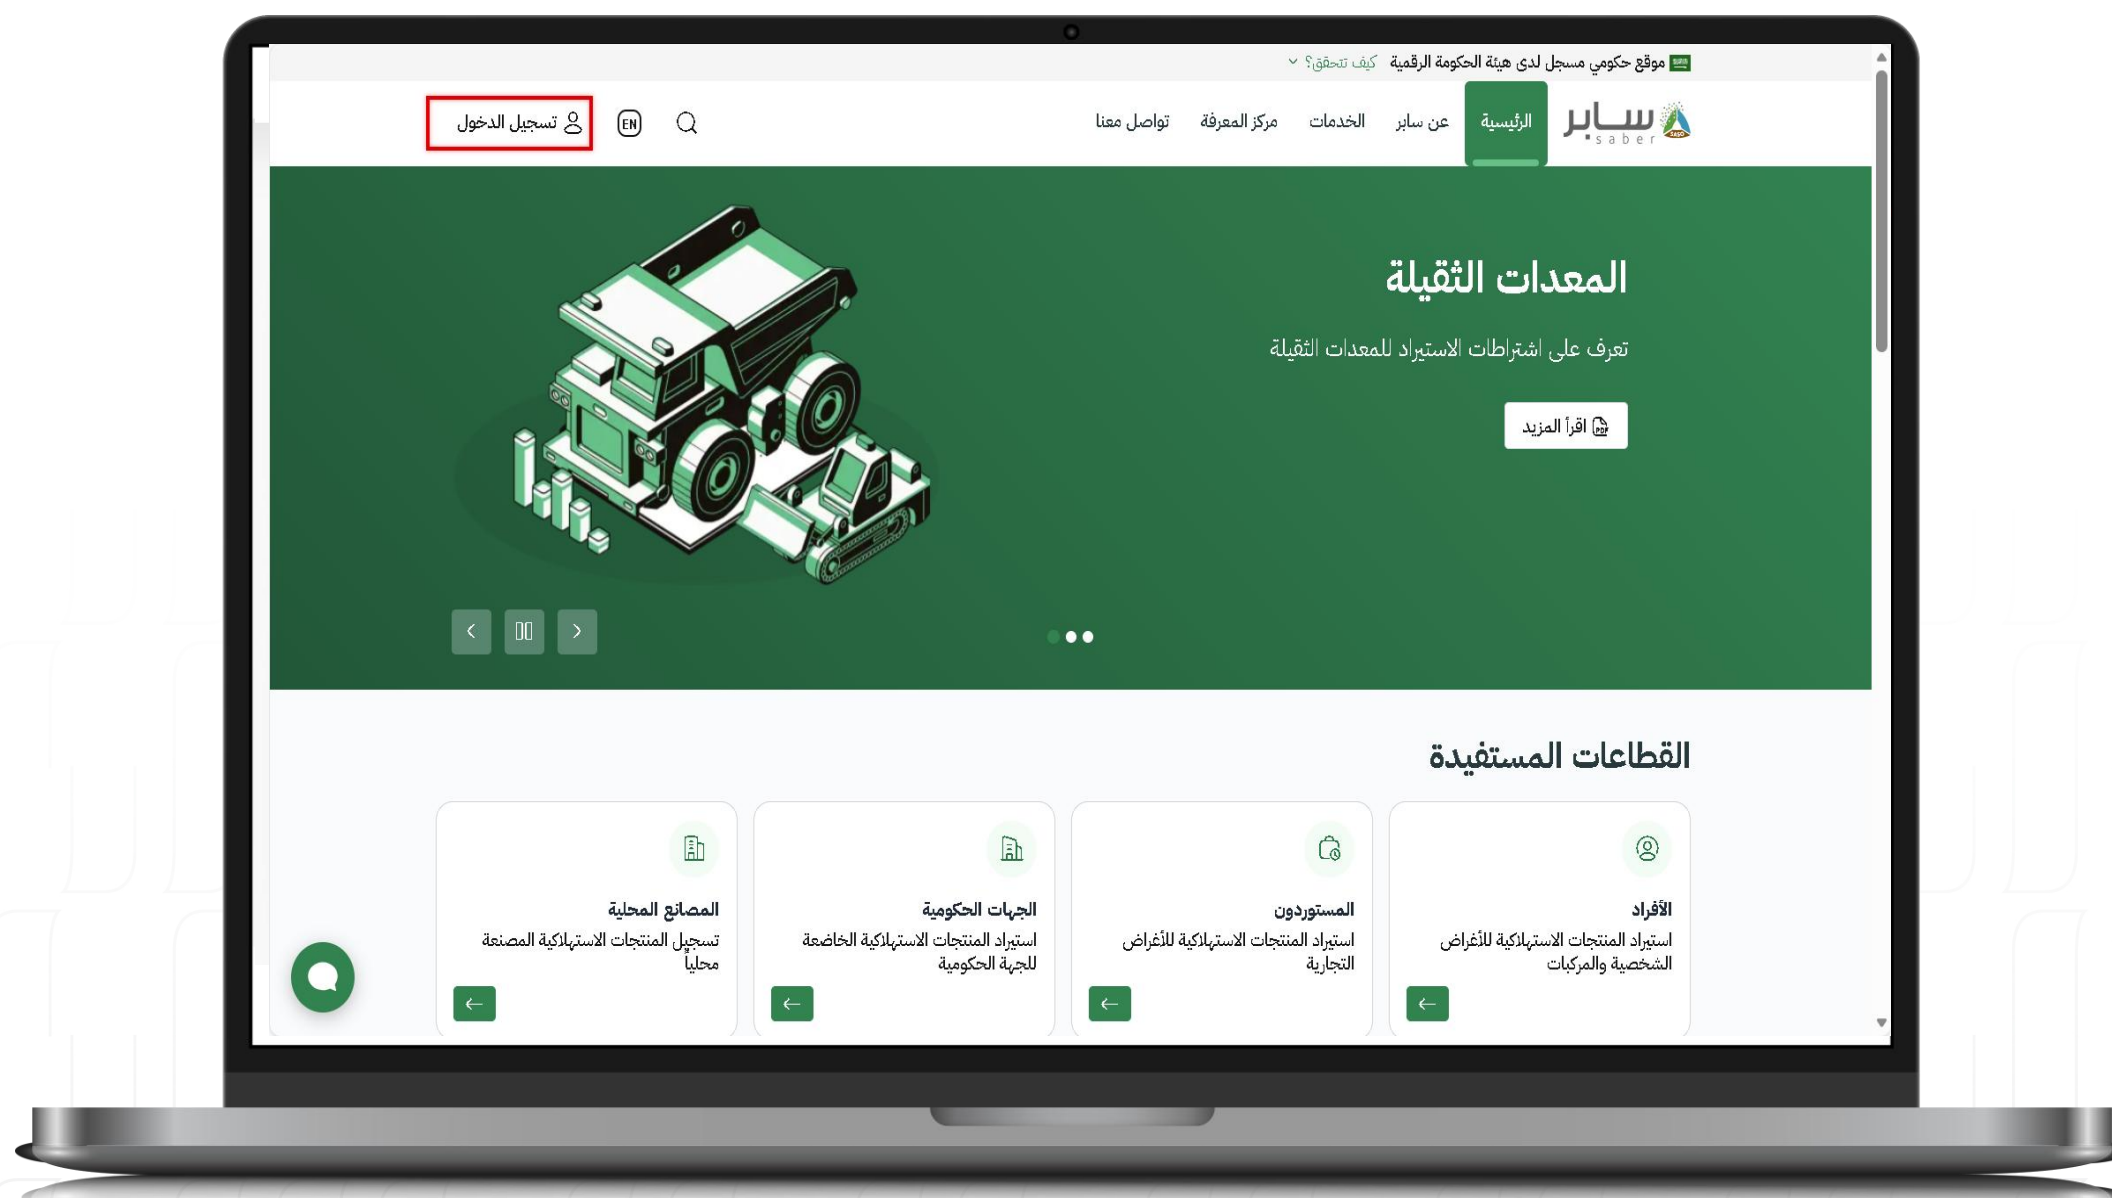 موقع حكومي مسجل لدى هيئة الحكومة الرقمية كيف تتحقق؟
سابر
saber
SASO
الرئيسية
عن سابر
الخدمات
مركز المعرفة
تواصل معنا
EN
تسجيل الدخول
المعدات الثقيلة
تعرف على اشتراطات الاستيراد للمعدات الثقيلة
PDF اقرأ المزيد
القطاعات المستفيدة
الأفراد
استيراد المنتجات الاستهلاكية للأغراض
الشخصية والمركبات
المستوردون
استيراد المنتجات الاستهلاكية للأغراض
التجارية
الجهات الحكومية
استيراد المنتجات الاستهلاكية الخاضعة
للجهة الحكومية
المصانع المحلية
تسجيل المنتجات الاستهلاكية المصنعة
محلياً